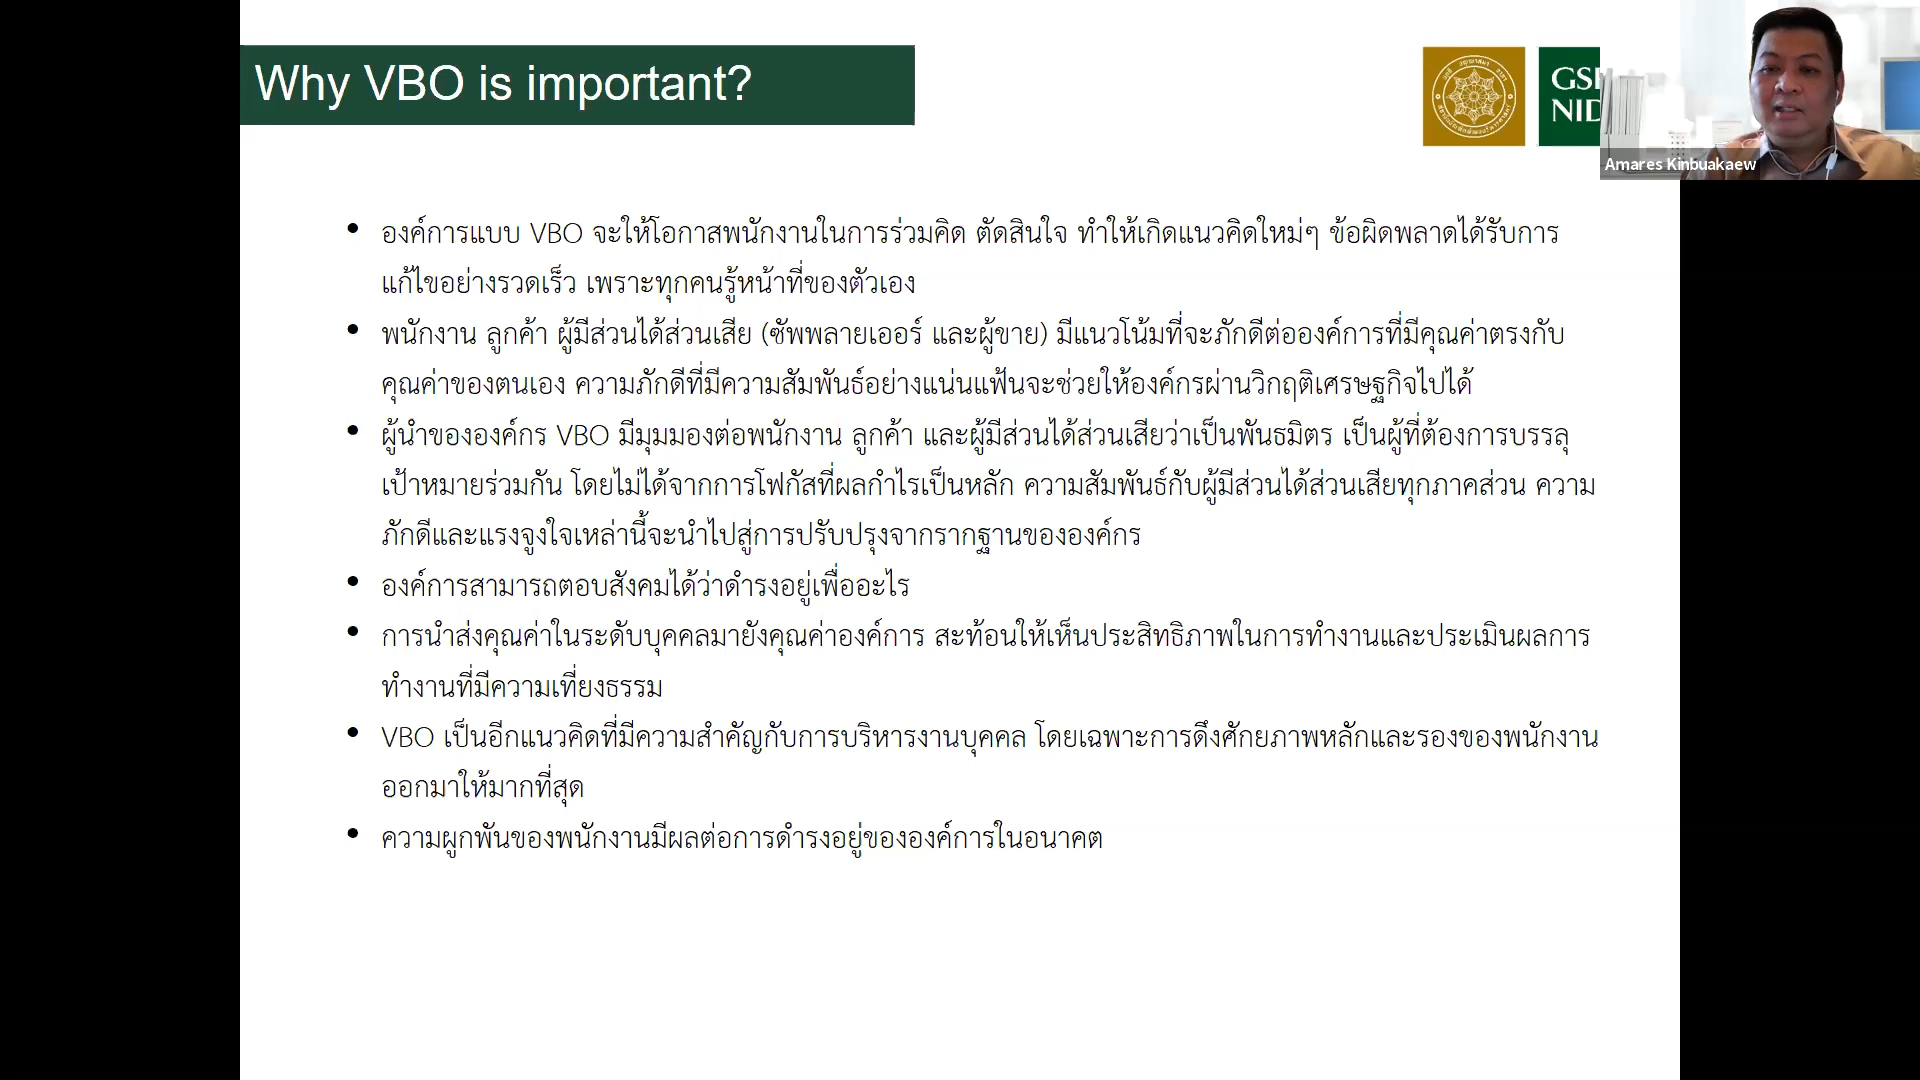 Why VBO is important?
GSP
NID
Amares Kinbuakaew
• องค์การแบบ VBO จะให้โอกาสพนักงานในการร่วมคิด ตัดสินใจ ทำให้เกิดแนวคิดใหม่ๆ ข้อผิดพลาดได้รับการ
แก้ไขอย่างรวดเร็ว เพราะทุกคนรู้หน้าที่ของตัวเอง
• พนักงาน ลูกค้า ผู้มีส่วนได้ส่วนเสีย (ซัพพลายเออร์ และผู้ขาย) มีแนวโน้มที่จะภักดีต่อองค์การที่มีคุณค่าตรงกับ
คุณค่าของตนเอง ความภักดีที่มีความสัมพันธ์อย่างแน่นแฟ้นจะช่วยให้องค์กรผ่านวิกฤติเศรษฐกิจไปได้
• ผู้นำขององค์กร VBO มีมุมมองต่อพนักงาน ลูกค้า และผู้มีส่วนได้ส่วนเสียว่าเป็นพันธมิตร เป็นผู้ที่ต้องการบรรลุ
เป้าหมายร่วมกัน โดยไม่ได้จากการโฟกัสที่ผลกำไรเป็นหลัก ความสัมพันธ์กับผู้มีส่วนได้ส่วนเสียทุกภาคส่วน ความ
ภักดีและแรงจูงใจเหล่านี้จะนำไปสู่การปรับปรุงจากรากฐานขององค์กร
• องค์การสามารถตอบสังคมได้ว่าดำรงอยู่เพื่ออะไร
• การนำส่งคุณค่าในระดับบุคคลมายังคุณค่าองค์การ สะท้อนให้เห็นประสิทธิภาพในการทำงานและประเมินผลการ
ทำงานที่มีความเที่ยงธรรม
• VBO เป็นอีกแนวคิดที่มีความสำคัญกับการบริหารงานบุคคล โดยเฉพาะการดึงศักยภาพหลักและรองของพนักงาน
ออกมาให้มากที่สุด
• ความผูกพันของพนักงานมีผลต่อการดำรงอยู่ขององค์การในอนาคต